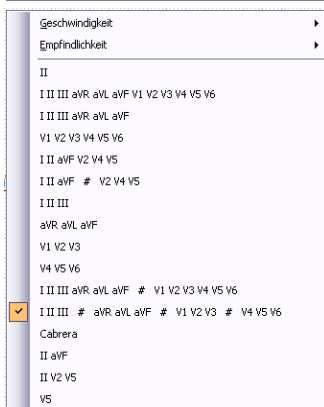 Geschwindigkeit
Empfindlichkeit
II
I II III aVR aVL aVF V1 V2 V3 V4 V5 V6
I II III aVR aVL aVF
V1 V2 V3 V4 V5 V6
I II aVF V2 V4 V5
I II aVF # V2 V4 V5
I II III
aVR aVL aVF
V1 V2 V3
V4 V5 V6
I II III aVR aVL aVF # V1 V2 V3 V4 V5 V6
I II III # aVR aVL aVF # V1 V2 V3 # V4 V5 V6
Cabrera
II aVF
II V2 V5
V5